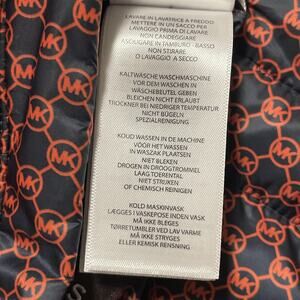 LAVARE IN LAVATRICE A FREDDO
METTERE IN UN SACCO PER
LAVAGGIO PRIMA DI LAVARE
NON CANDEGGIARE
ASCIUGARE IN TAMBURO - BASSO
NON STIRARE
O LAVAGGIO A SECCO
KALTWÄSCHE WASCHMASCHINE
VOR DEM WASCHEN IN
WÄSCHEBEUTEL GEBEN
BLEICHEN NICHT ERLAUBT
TROCKNER BEI NIEDRIGER TEMPERATUR
NICHT BÜGELN
SPEZIALREINIGUNG
KOUD WASSEN IN DE MACHINE
VÓÓR HET WASSEN
IN WASZAK PLAATSEN
NIET BLEKEN
DROGEN IN DROOGTROMMEL
LAAG TOERENTAL
NIET STRIJKEN
OF CHEMISCH REINIGEN
KOLD MASKINVASK
LÆGGES I VASKEPOSE INDEN VASK
MÅ IKKE BLEGES
TØRRETUMBLER VED LAV VARME
MÅ IKKE STRYGES
ELLER KEMISK RENSNING
MK